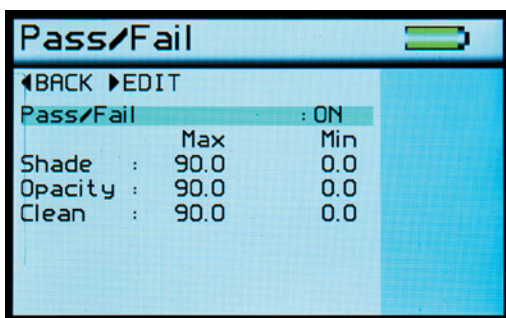 Pass/Fail
◀BACK ▶EDIT
Pass/Fail : ON
Max Min
Shade : 90.0 0.0
Opacity : 90.0 0.0
Clean : 90.0 0.0